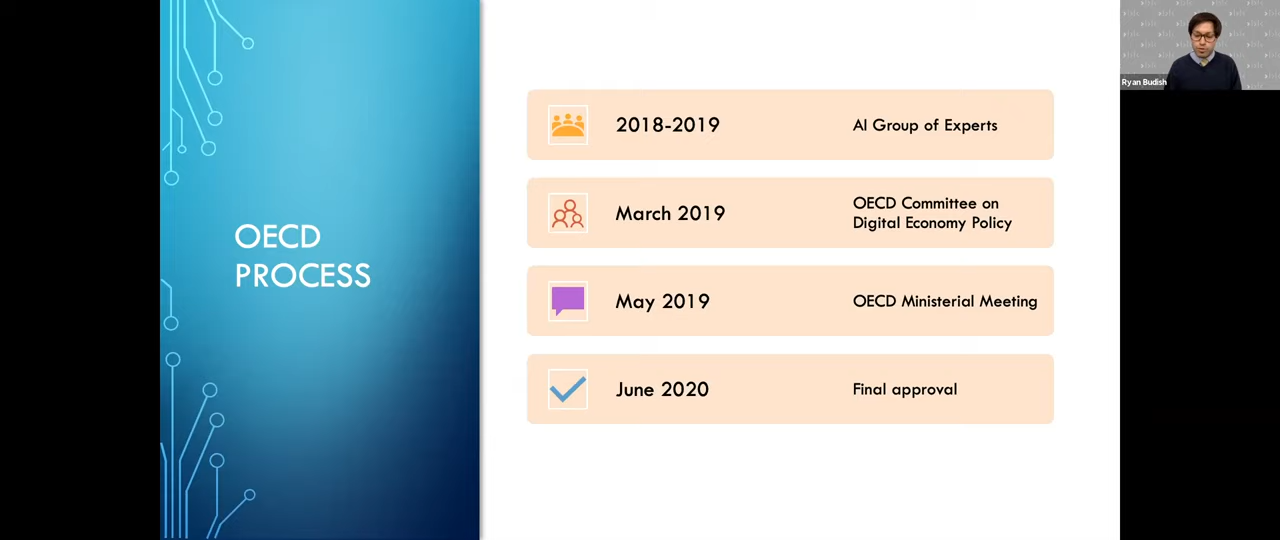 OECD
PROCESS
2018-2019
AI Group of Experts
March 2019
OECD Committee on
Digital Economy Policy
May 2019
OECD Ministerial Meeting
June 2020
Final approval
Ryan Budish